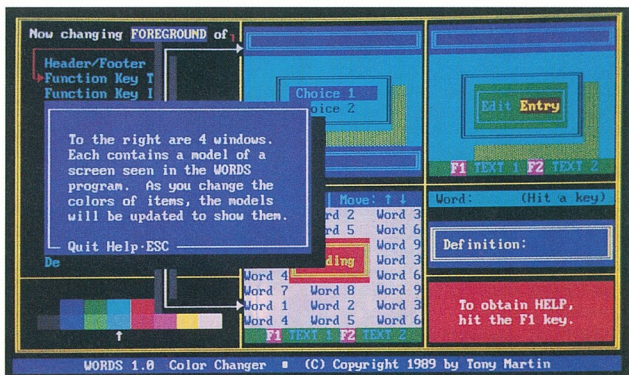 Now changing FOREGROUND of
Header/Footer
Function Key T
Function Key I
To the right are 4 windows.
Each contains a model of a
screen seen in the WORDS
program. As you change the
colors of items, the models
will be updated to show them.
Quit Help·ESC
De
Choice 1
oice 2
Edit Entry
F1 TEXT 1 F2 TEXT 2
Move: ↑ ↓
rd 2 Word 3
rd 5 Word 6
Word 9
ding Word 3
Word 4 Word 6
Word 7 Word 8 Word 9
Word 1 Word 2 Word 3
Word 4 Word 5 Word 6
F1 TEXT 1 F2 TEXT 2
Word: (Hit a key)
Definition:
To obtain HELP,
hit the F1 key.
WORDS 1.0 Color Changer ■ (C) Copyright 1989 by Tony Martin